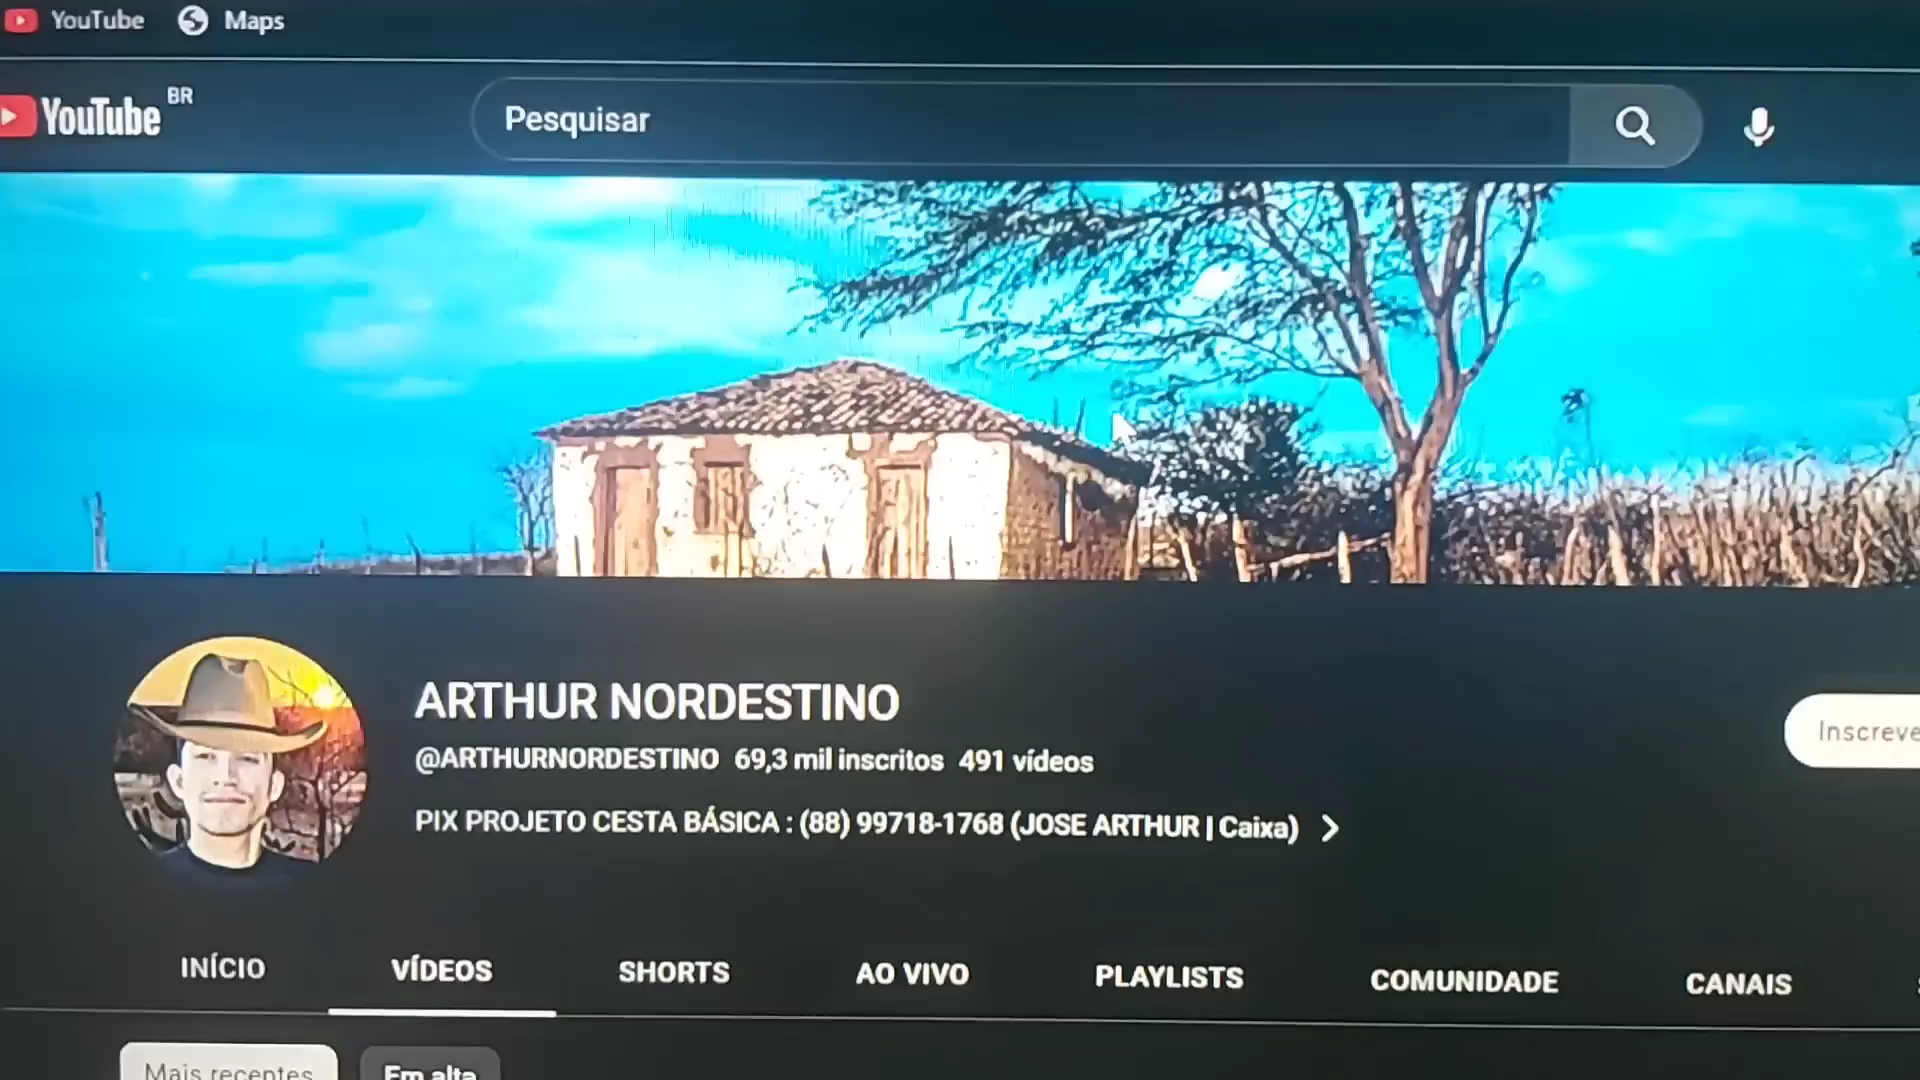 YouTube Maps
YouTube BR
Pesquisar
ARTHUR NORDESTINO
@ARTHURNORDESTINO 69,3 mil inscritos 491 vídeos
Inscreve
PIX PROJETO CESTA BÁSICA : (88) 99718-1768 (JOSE ARTHUR | Caixa)
INÍCIO VÍDEOS SHORTS AO VIVO PLAYLISTS COMUNIDADE CANAIS
Mais recentes Em alta